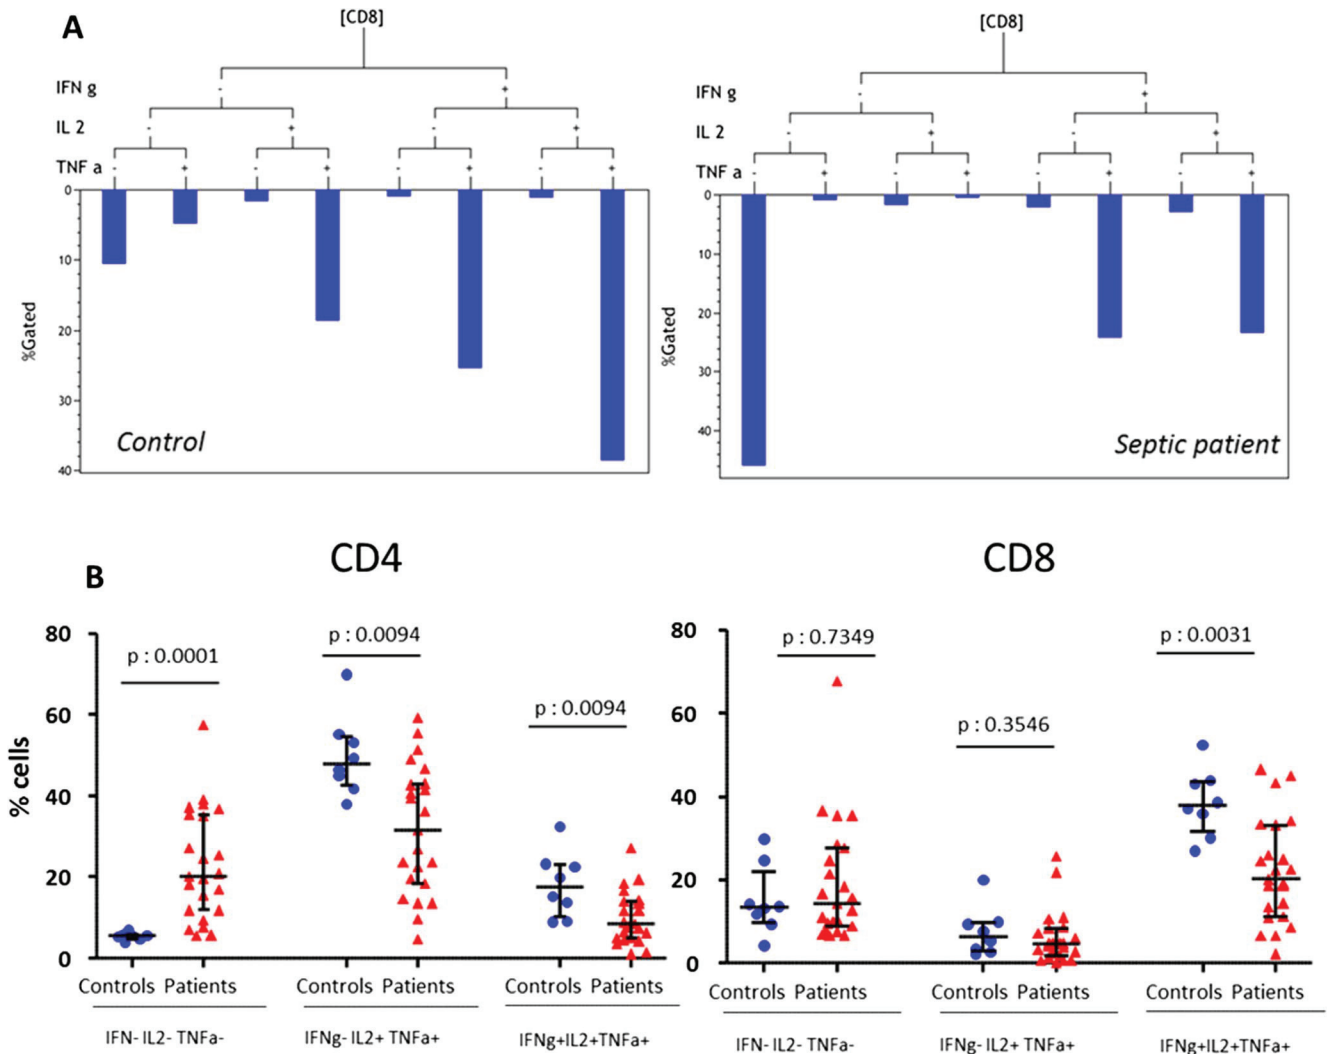 A
[CD8]
IFN g
- +
IL 2
- + - +
TNF a
- + - + - + - +
0
10
20
30
40
%Gated
Control
[CD8]
IFN g
- +
IL 2
- + - +
TNF a
- + - + - + - +
0
10
20
30
40
%Gated
Septic patient
B
CD4
% cells
80
60
40
20
0
p : 0.0001
p : 0.0094
p : 0.0094
Controls Patients
Controls Patients
Controls Patients
IFN- IL2- TNFa-
IFNg- IL2+ TNFa+
IFNg+IL2+TNFa+
CD8
80
60
40
20
0
p : 0.7349
p : 0.3546
p : 0.0031
Controls Patients
Controls Patients
Controls Patients
IFN- IL2- TNFa-
IFNg- IL2+ TNFa+
IFNg+IL2+TNFa+